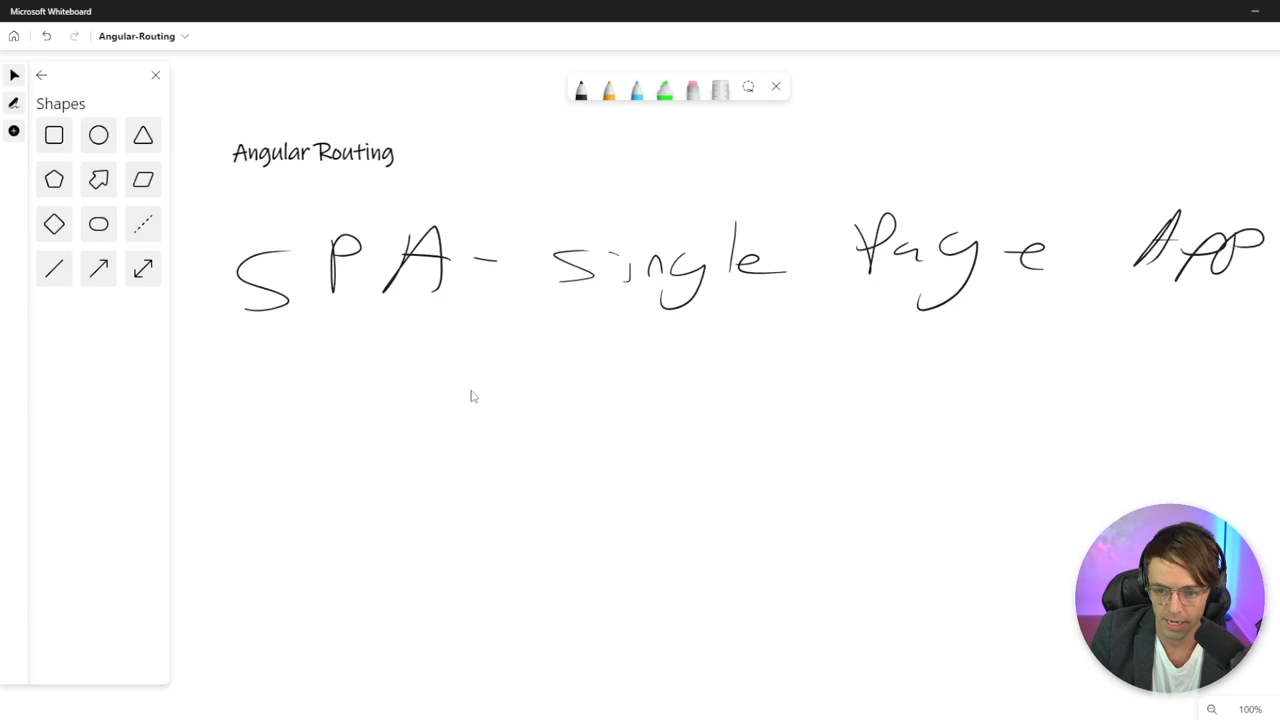 Microsoft Whiteboard
Angular-Routing
Shapes
Angular Routing
SPA - Single Page App
100%